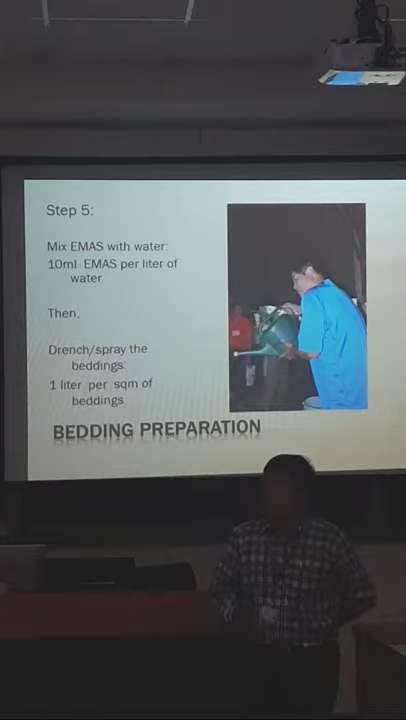 Step 5:
Mix EMAS with water:
10ml EMAS per liter of
water
Then,
Drench/spray the
beddings:
1 liter per sqm of
beddings
BEDDING PREPARATION